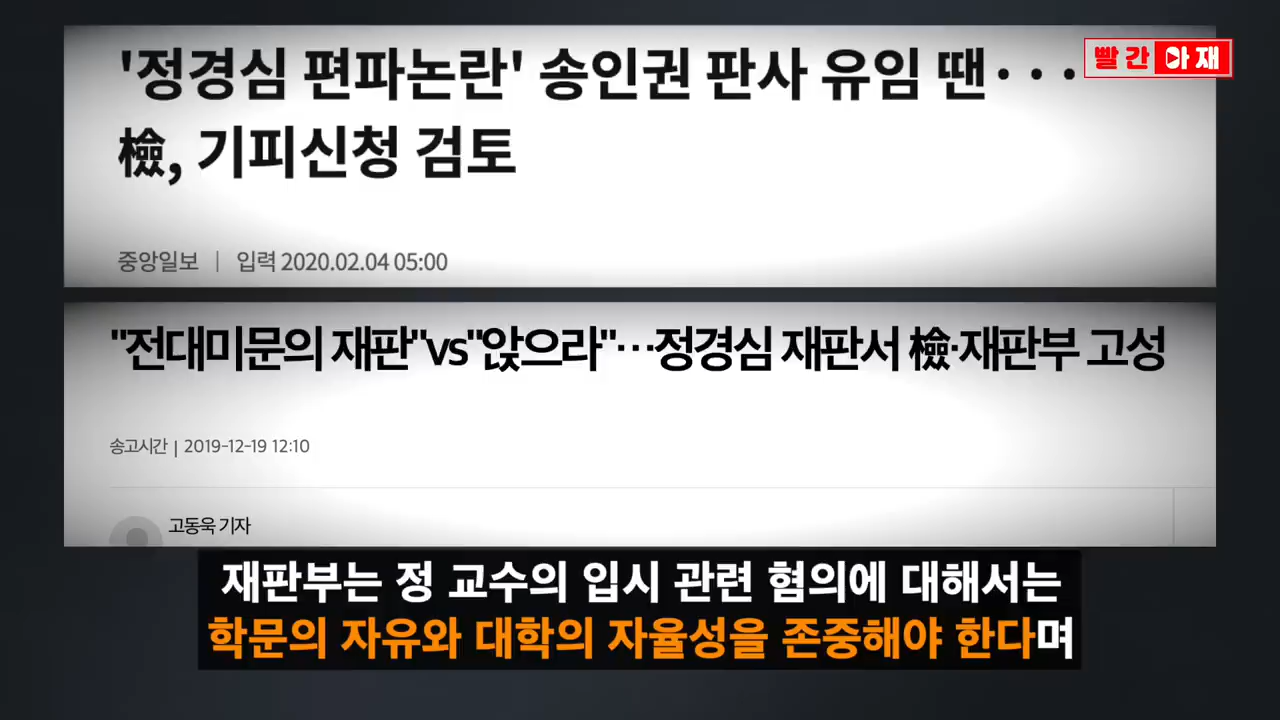 빨간아재
'정경심 편파논란' 송인권 판사 유임 땐···
檢, 기피신청 검토
중앙일보 | 입력 2020.02.04 05:00
"전대미문의 재판"vs"앉으라"…정경심 재판서 檢·재판부 고성
송고시간 | 2019-12-19 12:10
고동욱 기자
재판부는 정 교수의 입시 관련 혐의에 대해서는
학문의 자유와 대학의 자율성을 존중해야 한다며